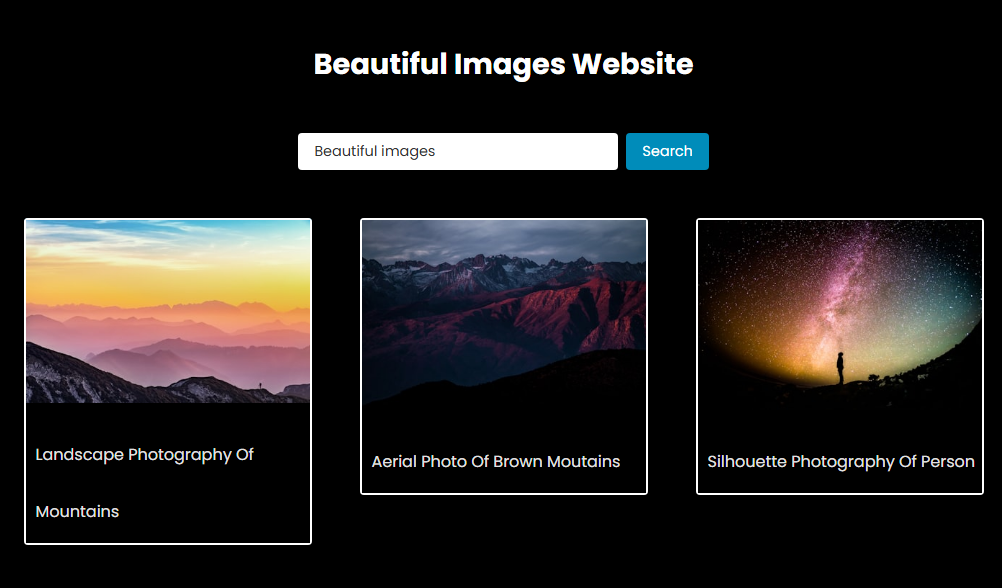 Beautiful Images Website
Beautiful images
Search
Landscape Photography Of
Mountains
Aerial Photo Of Brown Moutains
Silhouette Photography Of Person